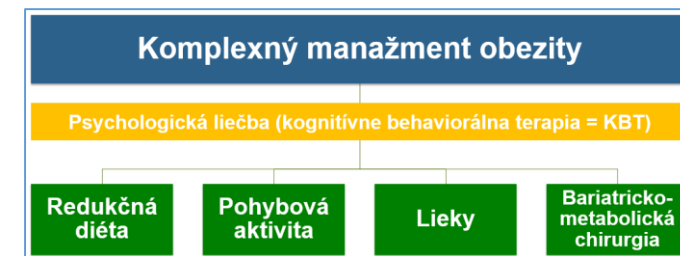 Komplexný manažment obezity
Psychologická liečba (kognitívne behaviorálna terapia = KBT)
Redukčná
diéta
Pohybová
aktivita
Lieky
Bariatricko-
metabolická
chirurgia